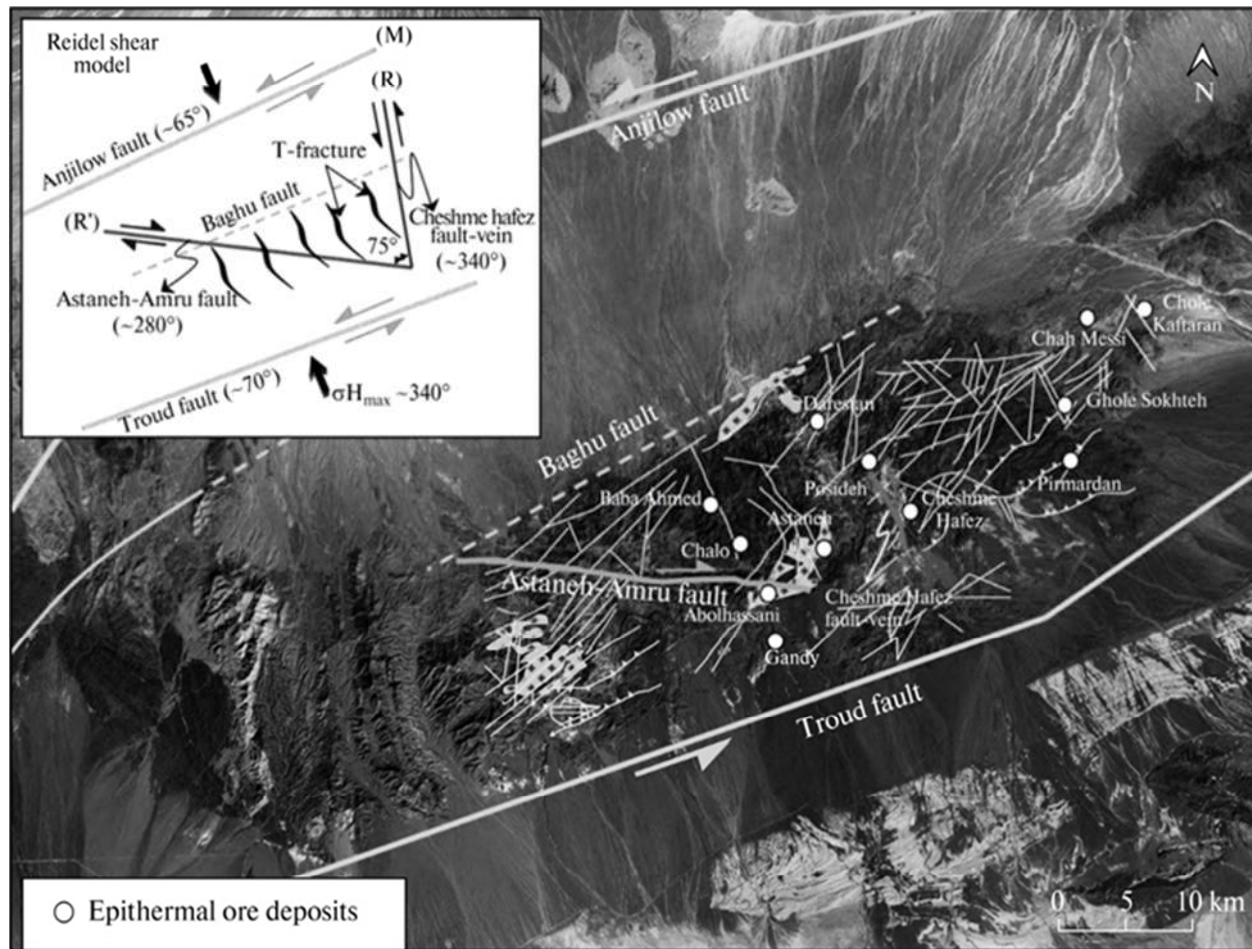 Reidel shear
model
(M)
(R)
Anjilow fault (~65°)
T-fracture
Baghu fault
(R')
75°
Cheshme hafez
fault-vein
(~340°)
Astaneh-Amru fault
(~280°)
Troud fault (~70°)
σHmax ~340°
Anjilow fault
N
Chole
Kaftaran
Chah Messi
Ghole Sokhteh
Darestan
Baghu fault
Posideh
Pirmardan
Baba Ahmed
Cheshme
Hafez
Astaneh
Chalo
Astaneh-Amru fault
Cheshme Hafez
fault-vein
Abolhassani
Gandy
Troud fault
Epithermal ore deposits
0 5 10 km